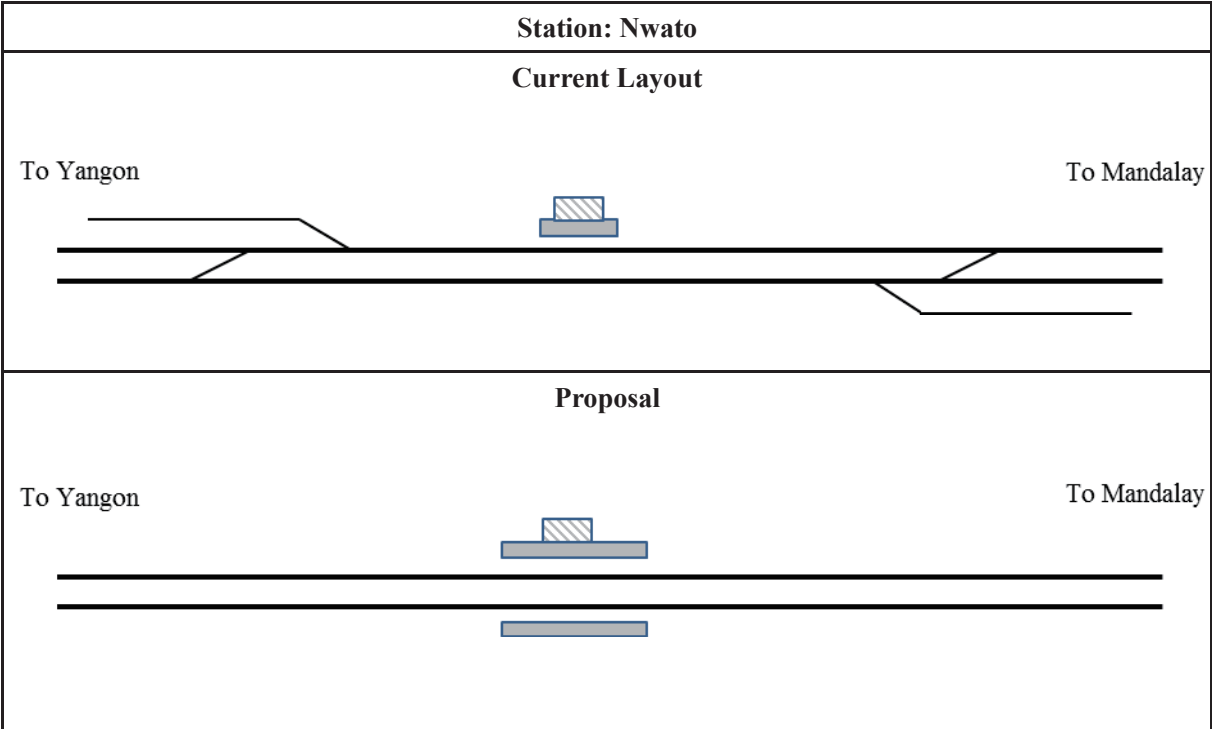 Station: Nwato
Current Layout
To Yangon
To Mandalay
Proposal
To Yangon
To Mandalay